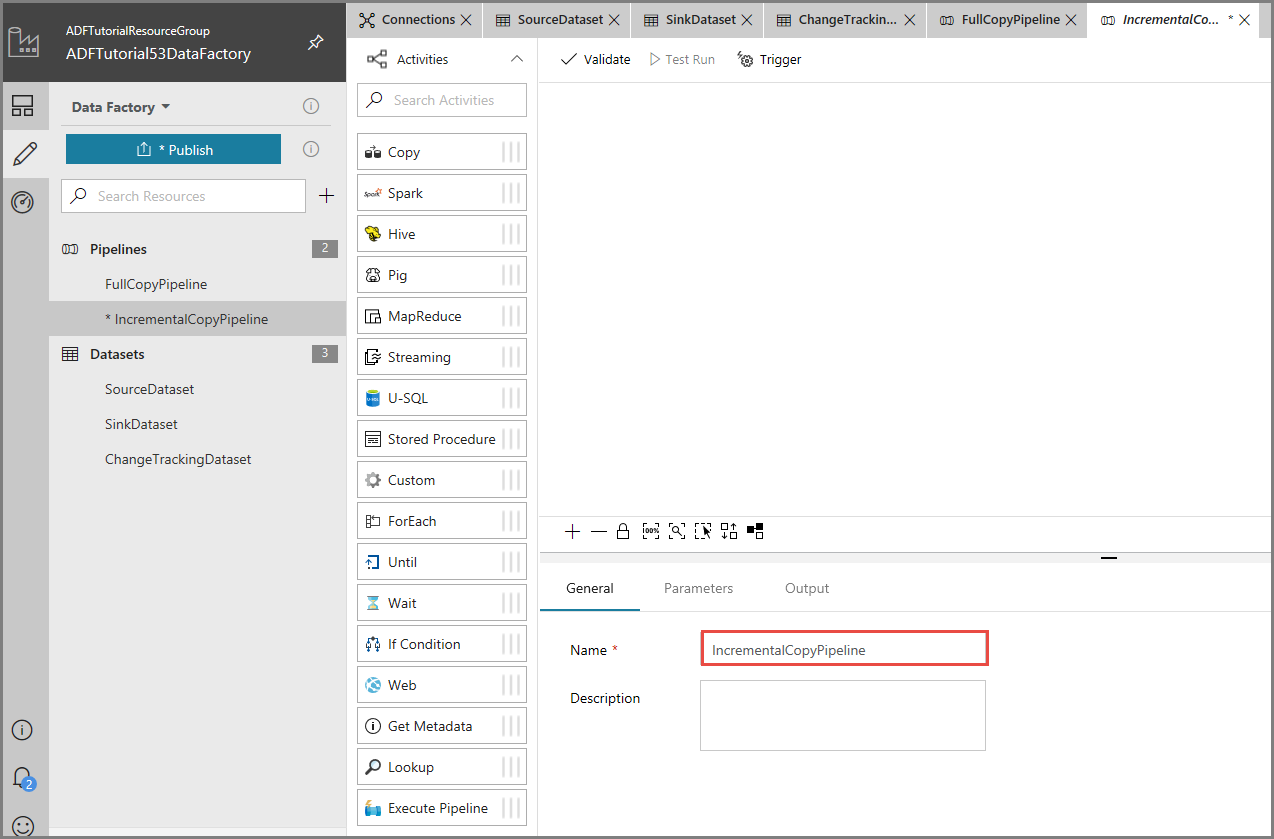 ADFTutorialResourceGroup
ADFTutorial53DataFactory
Connections
SourceDataset
SinkDataset
ChangeTrackin...
FullCopyPipeline
IncrementalCo... *
Data Factory
* Publish
Search Resources
Pipelines 2
FullCopyPipeline
* IncrementalCopyPipeline
Datasets 3
SourceDataset
SinkDataset
ChangeTrackingDataset
2
Activities
Search Activities
Copy
Spark
Spark
Hive
Pig
MapReduce
Streaming
U-SQL
U-SQL
Stored Procedure
Custom
ForEach
Until
Wait
If Condition
Web
Get Metadata
Lookup
Execute Pipeline
Validate
Test Run
Trigger
100%
General
Parameters
Output
Name *
IncrementalCopyPipeline
Description